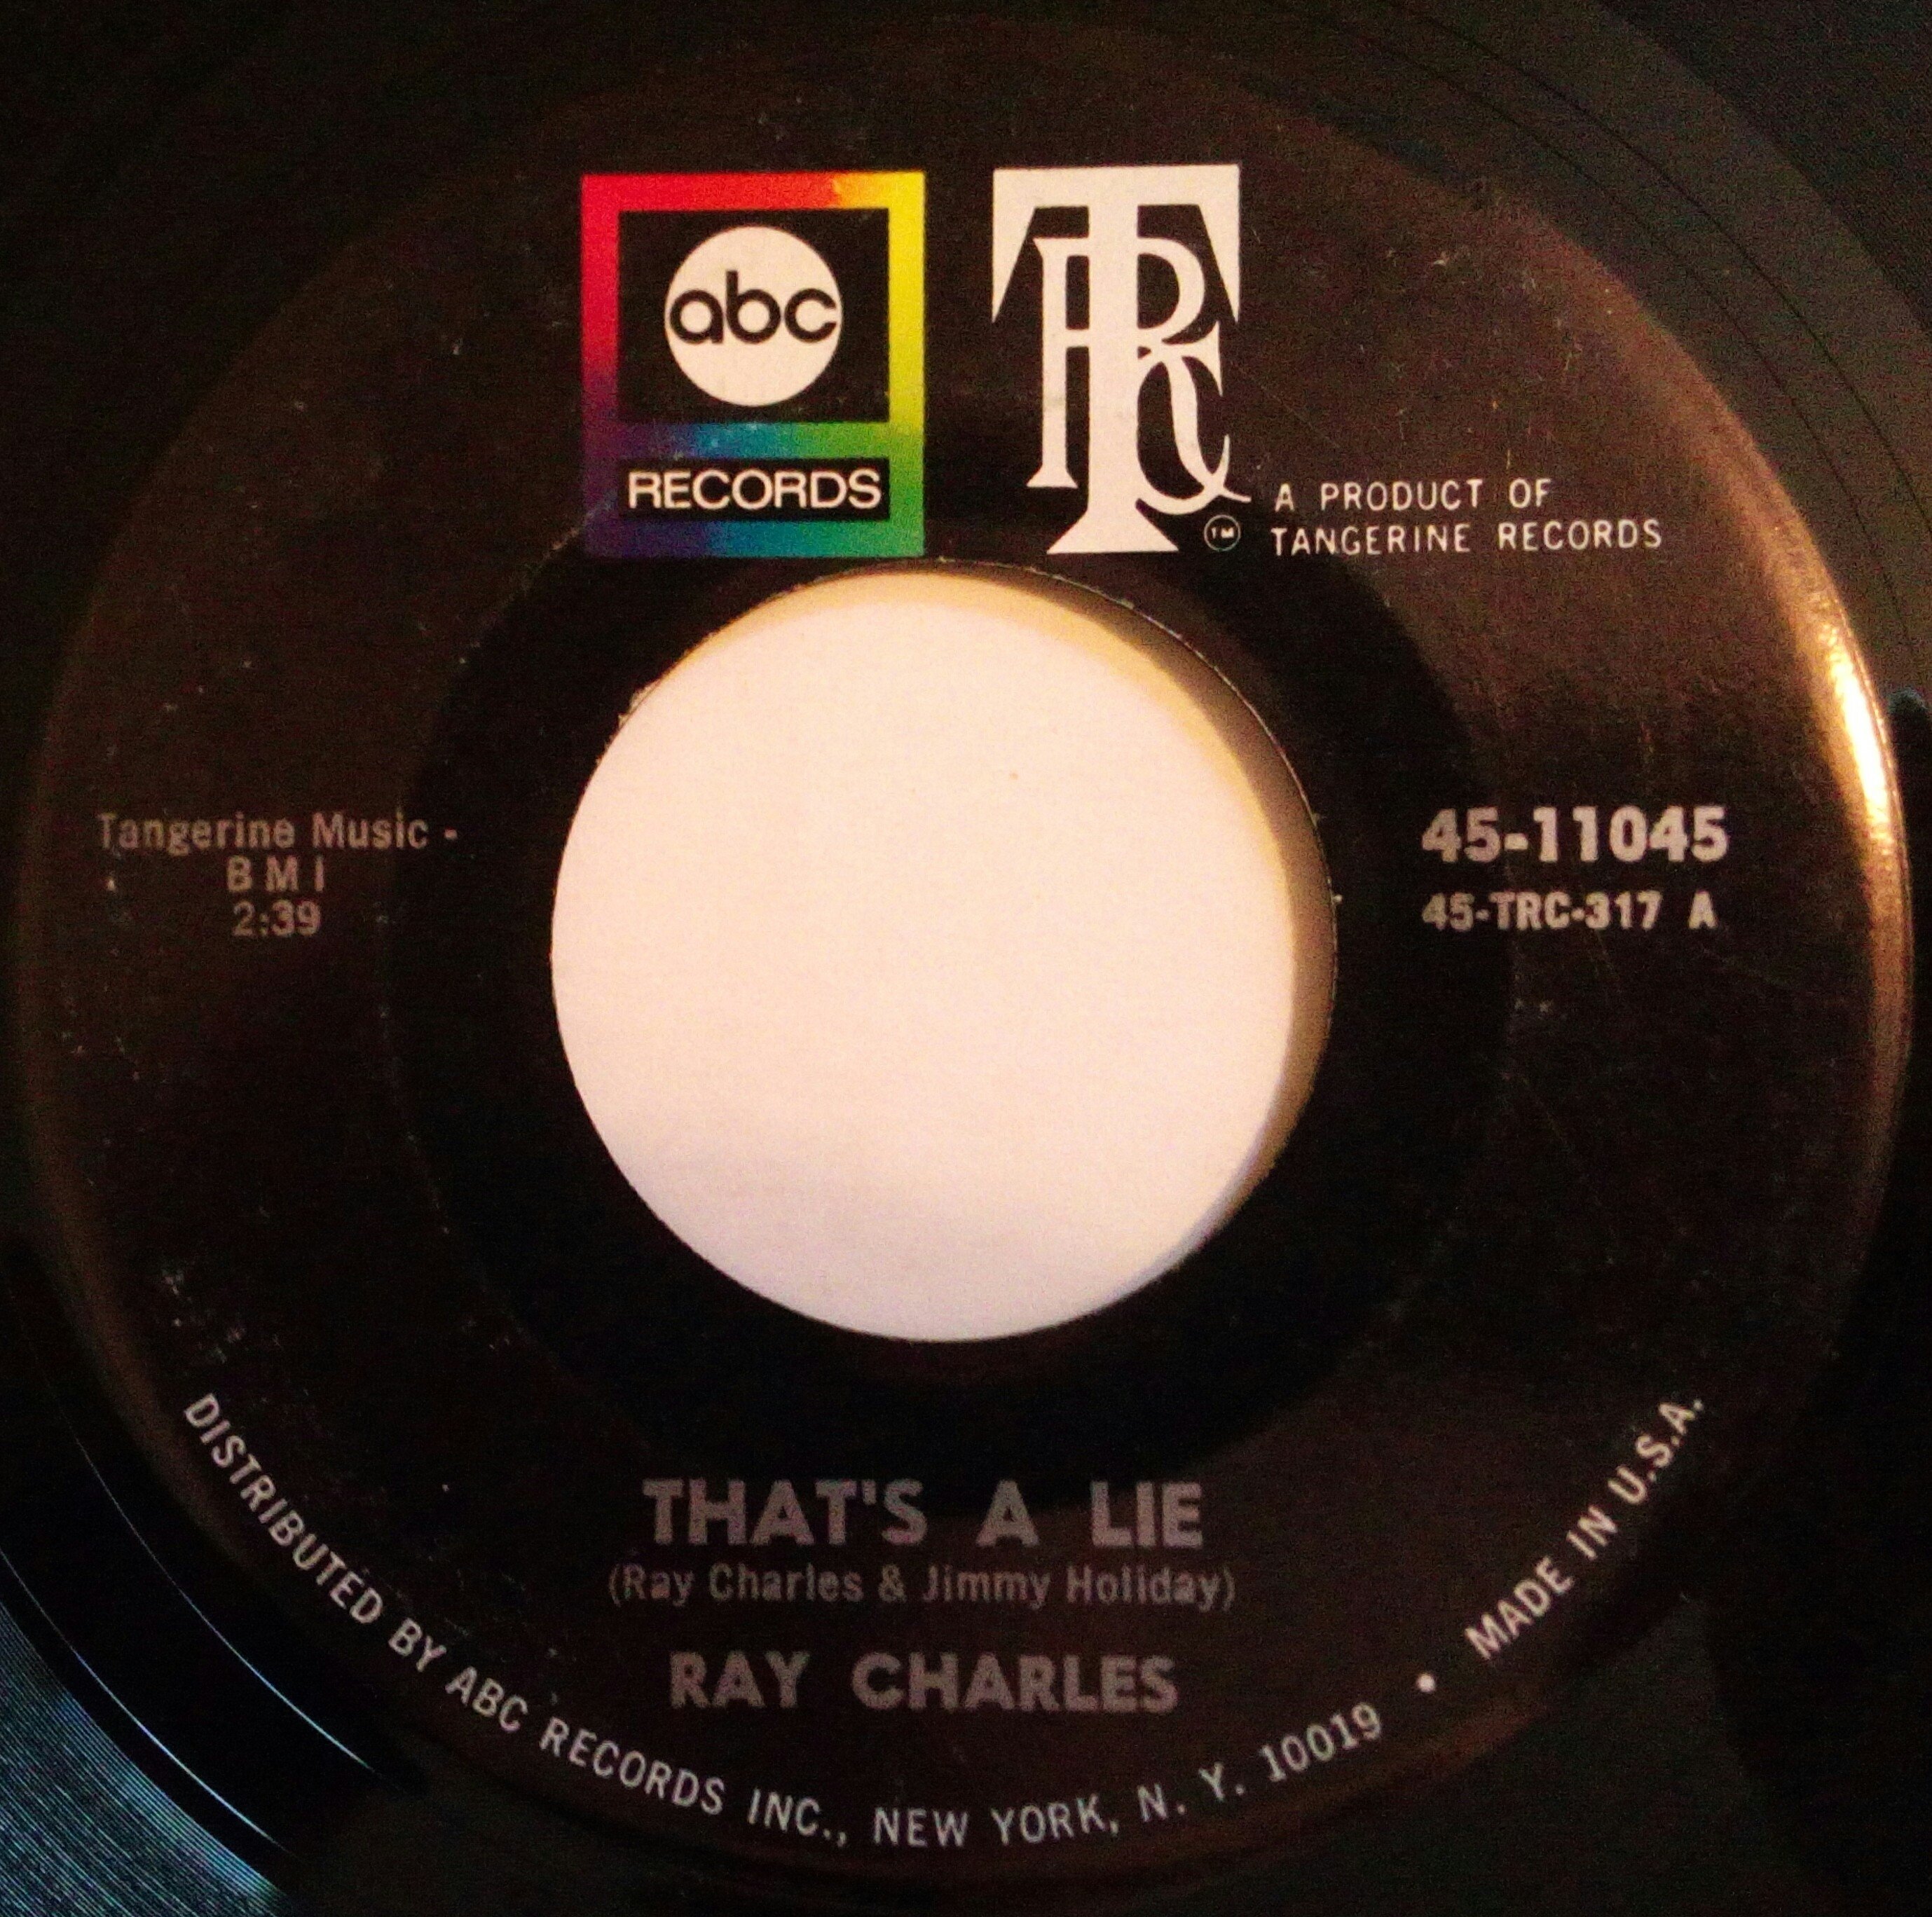 abc
RECORDS
TRC
TM
A PRODUCT OF
TANGERINE RECORDS
Tangerine Music -
BMI
2:39
45-11045
45-TRC-317 A
THAT'S A LIE
(Ray Charles & Jimmy Holiday)
RAY CHARLES
DISTRIBUTED BY ABC RECORDS INC., NEW YORK, N. Y. 10019 • MADE IN U.S.A.